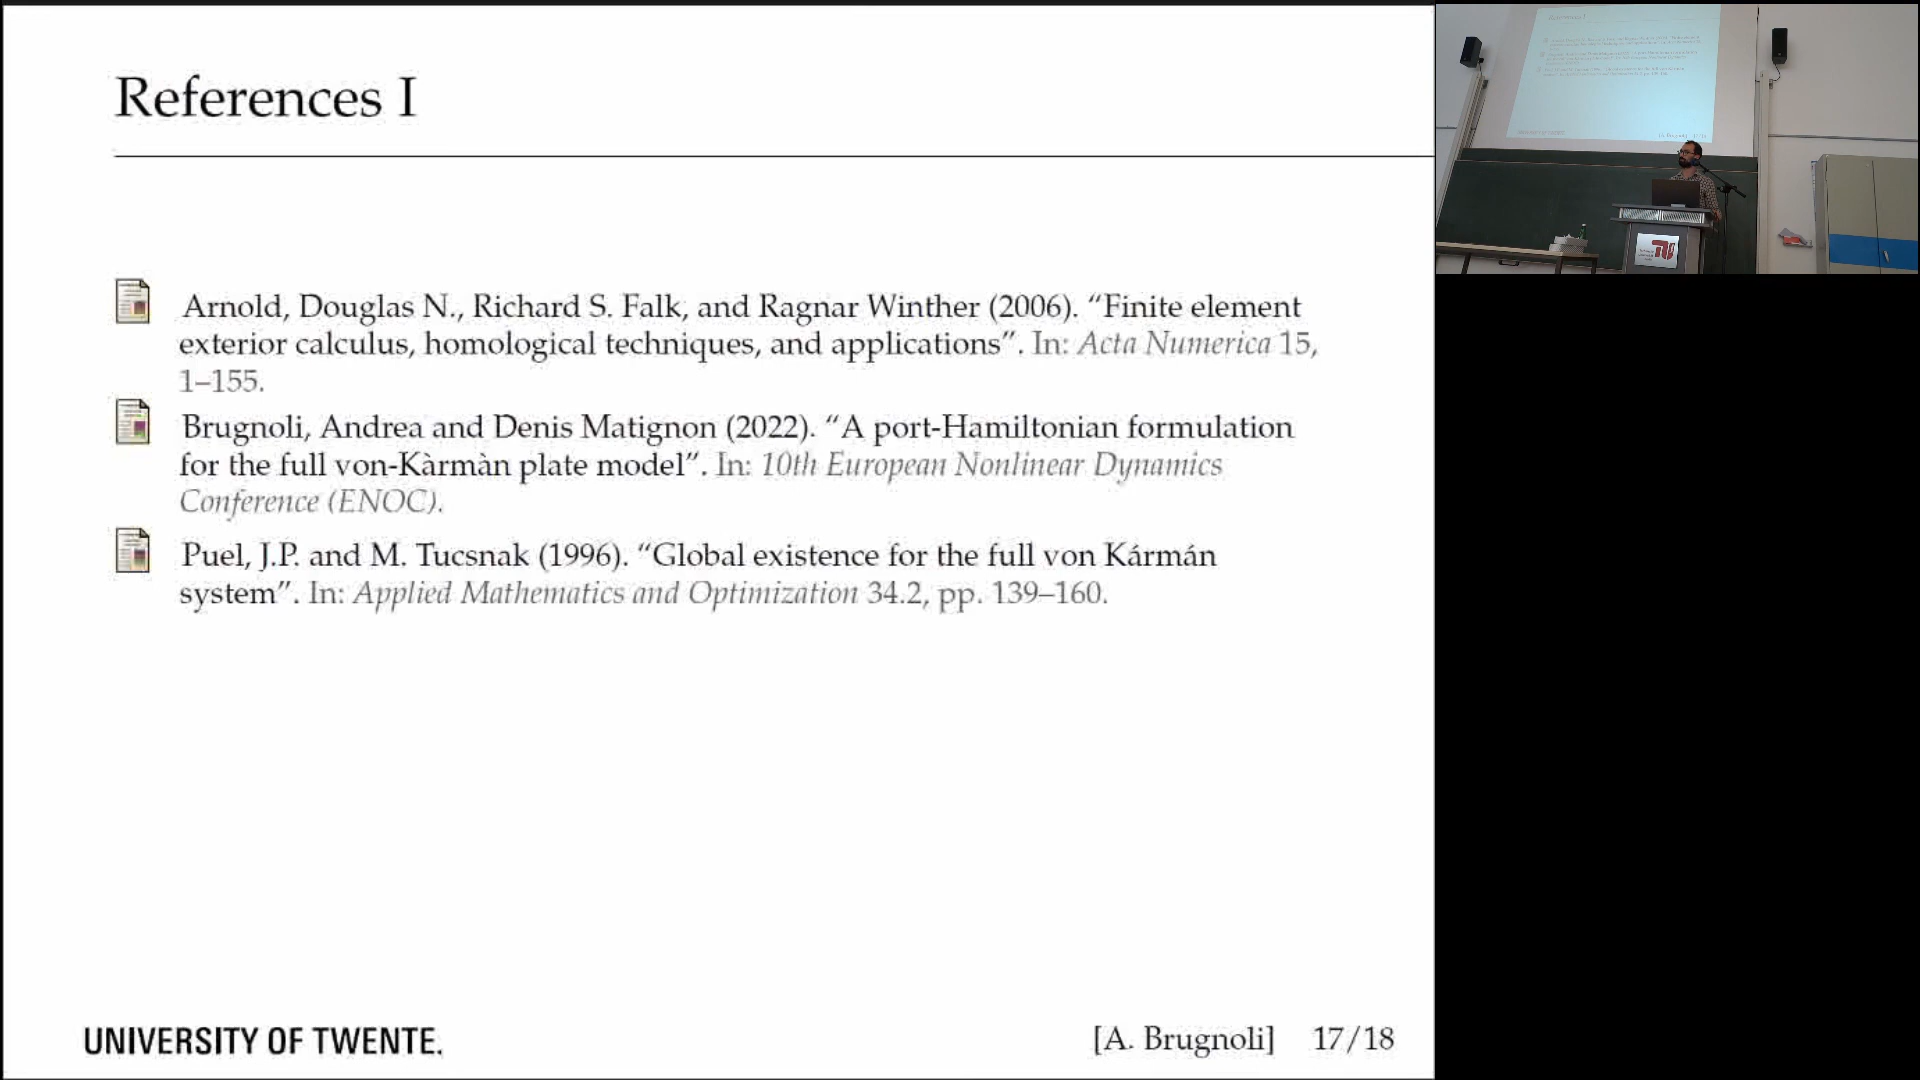 References I
Arnold, Douglas N., Richard S. Falk, and Ragnar Winther (2006). “Finite element
exterior calculus, homological techniques, and applications”. In: Acta Numerica 15,
1–155.
Brugnoli, Andrea and Denis Matignon (2022). “A port-Hamiltonian formulation
for the full von-Kàrmàn plate model”. In: 10th European Nonlinear Dynamics
Conference (ENOC).
Puel, J.P. and M. Tucsnak (1996). “Global existence for the full von Kármán
system”. In: Applied Mathematics and Optimization 34.2, pp. 139–160.
UNIVERSITY OF TWENTE.
[A. Brugnoli] 17/18